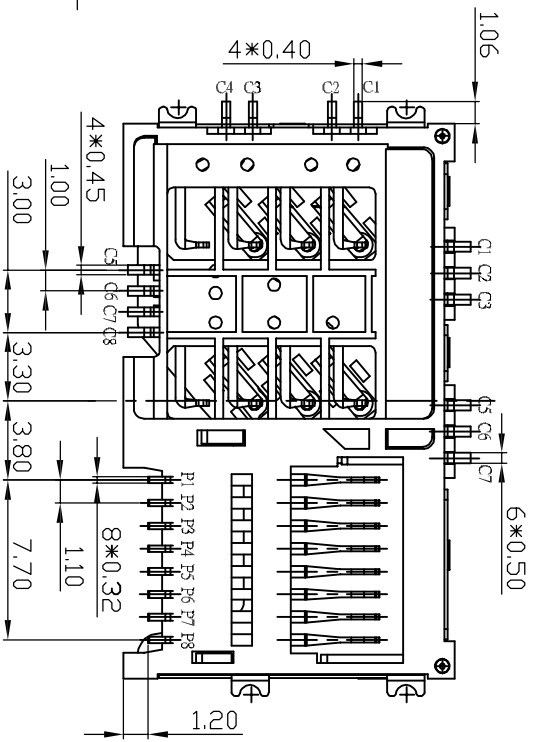 1.06
4*0.40
C4 C3 C2 C1
4*0.45
1.00
3.00
C5
C6
C7
C8
C1
C2
C3
C5
C6
C7
3.30
3.80
6*0.50
P1
P2
P3
P4
P5
P6
P7
P8
8*0.32
1.10
7.70
1.20